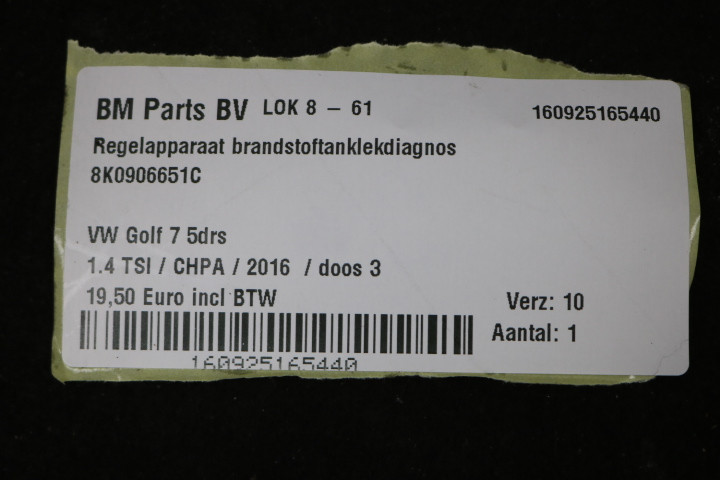 BM Parts BV LOK 8 - 61 160925165440
Regelapparaat brandstoftanklekdiagnos
8K0906651C
VW Golf 7 5drs
1.4 TSI / CHPA / 2016 / doos 3
19,50 Euro incl BTW Verz: 10
Aantal: 1
160925165440